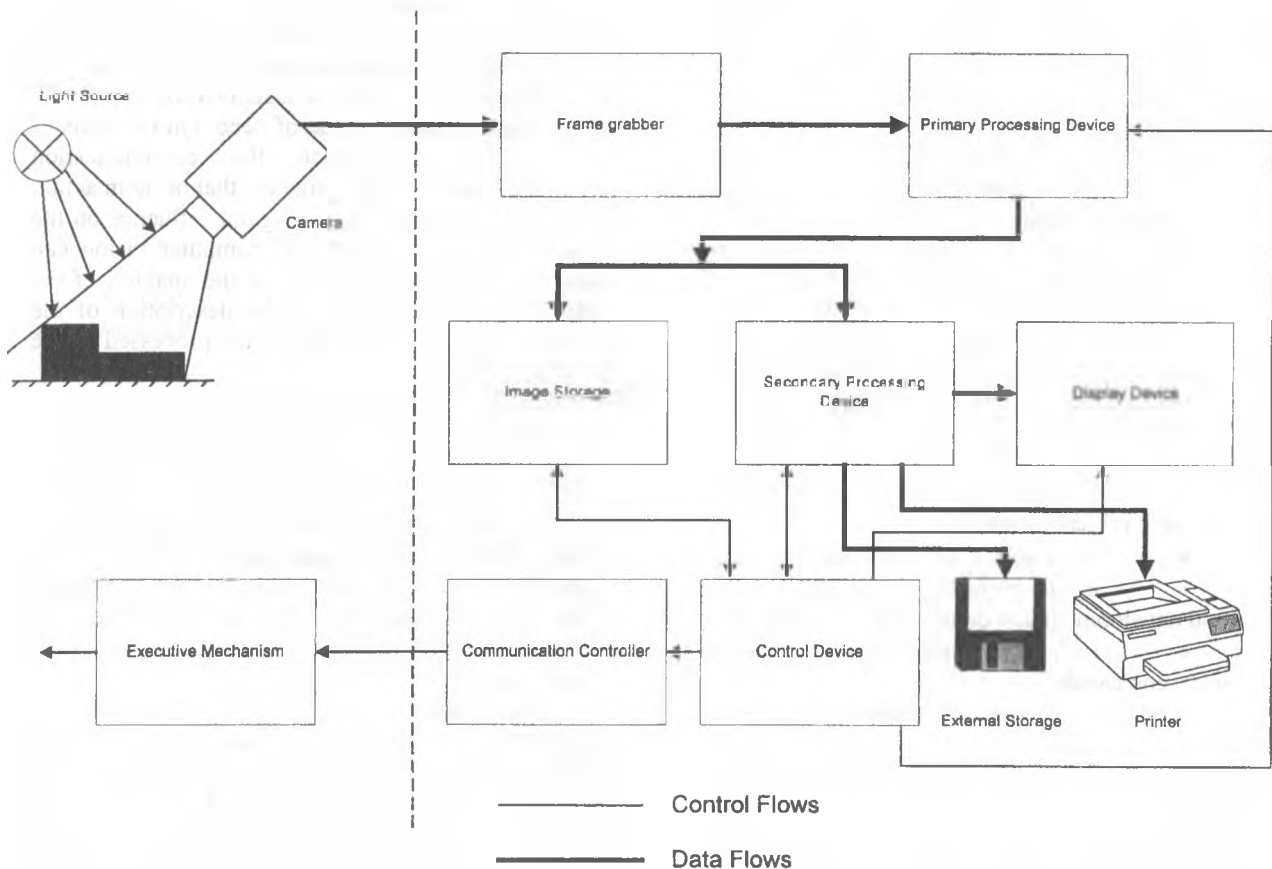 Light Source
Camera
Frame grabber
Primary Processing Device
Image Storage
Secondary Processing
Device
Display Device
Executive Mechanism
Communication Controller
Control Device
External Storage
Printer
Control Flows
Data Flows